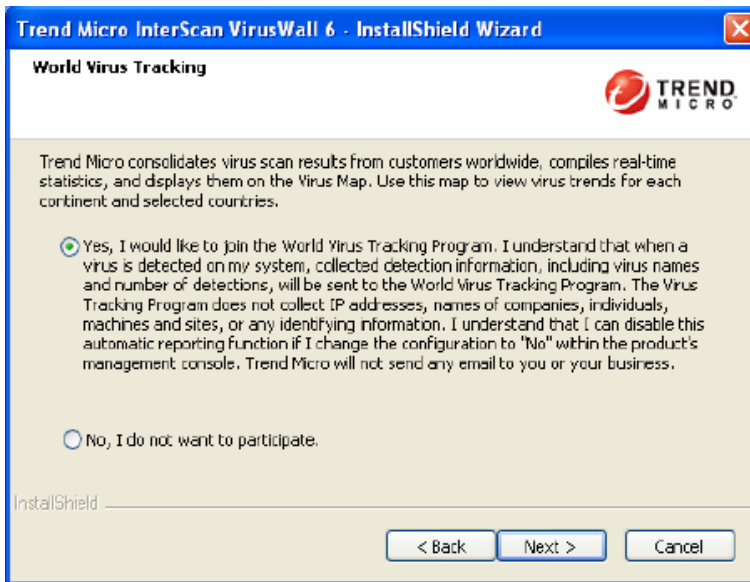 Trend Micro InterScan VirusWall 6 - InstallShield Wizard
World Virus Tracking
TREND
MICRO
Trend Micro consolidates virus scan results from customers worldwide, compiles real-time
statistics, and displays them on the Virus Map. Use this map to view virus trends for each
continent and selected countries.
Yes, I would like to join the World Virus Tracking Program. I understand that when a
virus is detected on my system, collected detection information, including virus names
and number of detections, will be sent to the World Virus Tracking Program. The Virus
Tracking Program does not collect IP addresses, names of companies, individuals,
machines and sites, or any identifying information. I understand that I can disable this
automatic reporting function if I change the configuration to "No" within the product's
management console. Trend Micro will not send any email to you or your business.
No, I do not want to participate.
InstallShield
< Back Next > Cancel